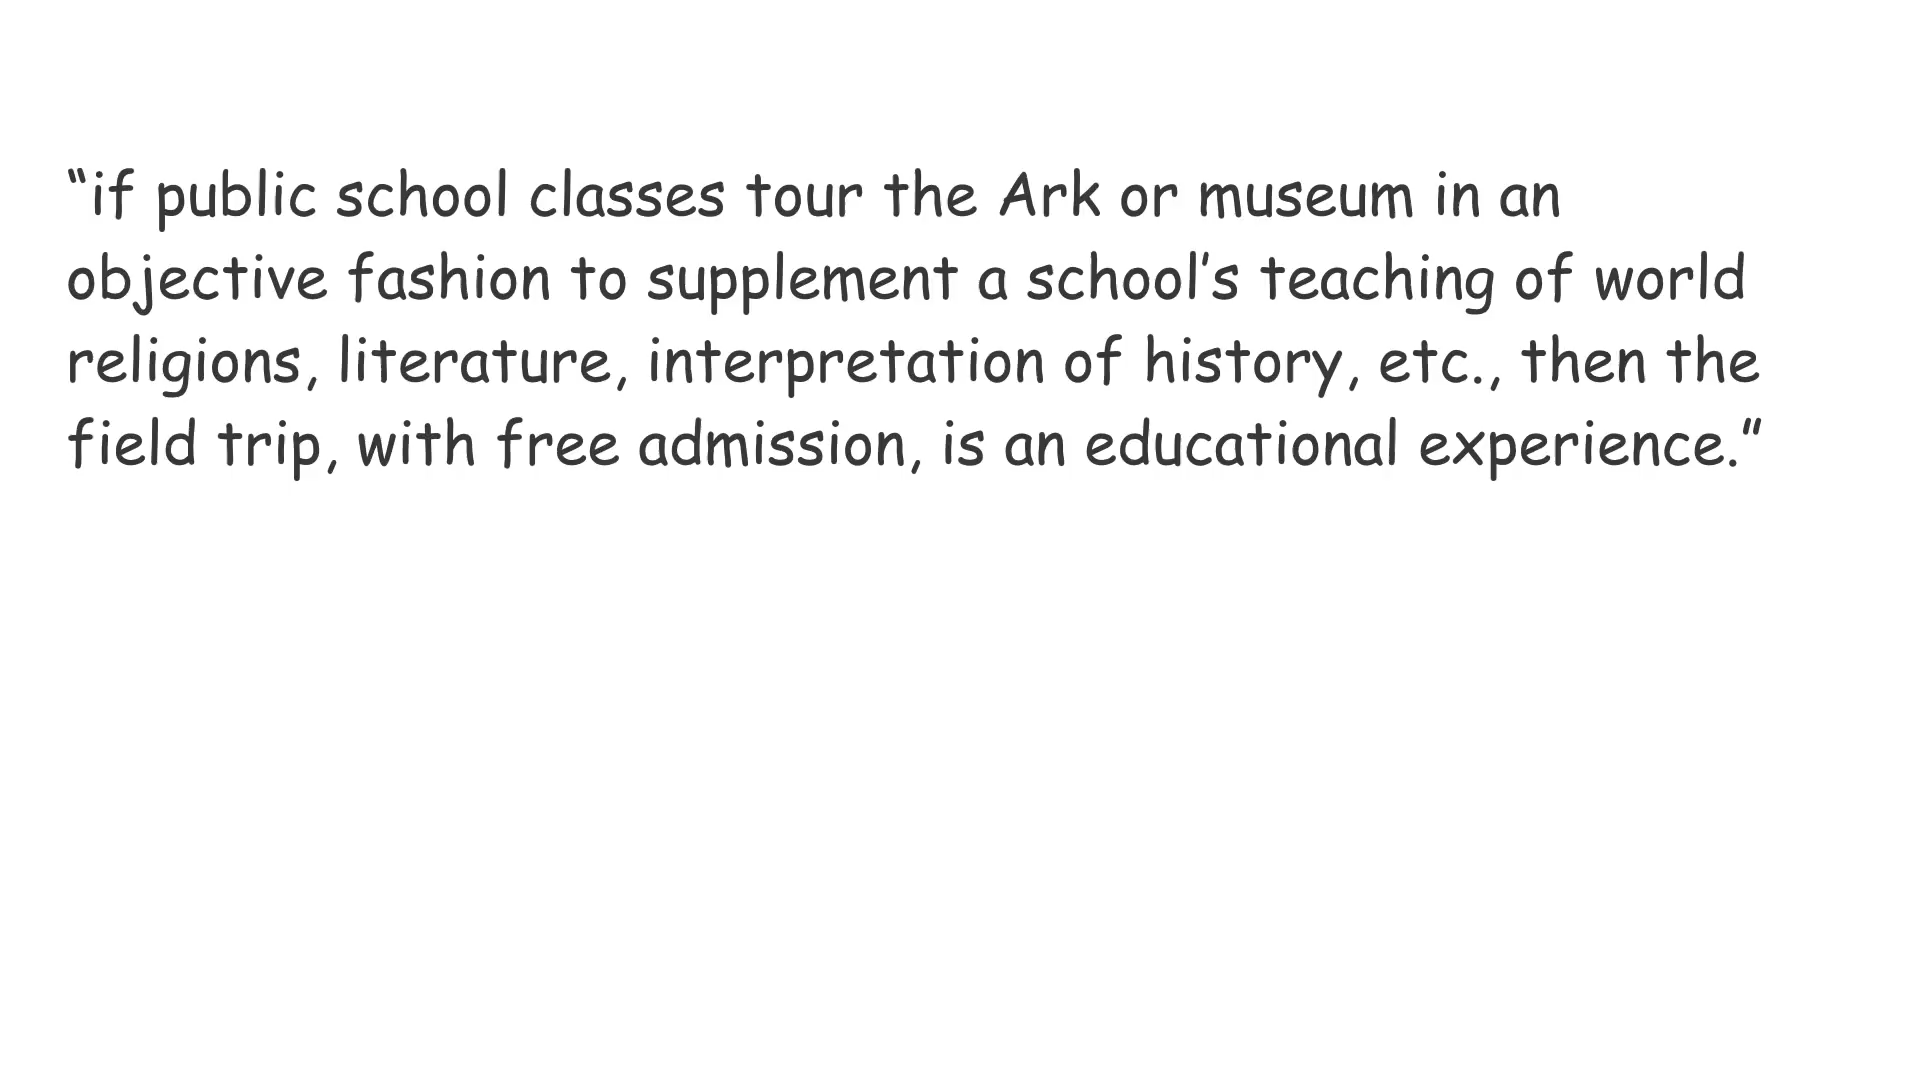 “if public school classes tour the Ark or museum in an
objective fashion to supplement a school’s teaching of world
religions, literature, interpretation of history, etc., then the
field trip, with free admission, is an educational experience.”